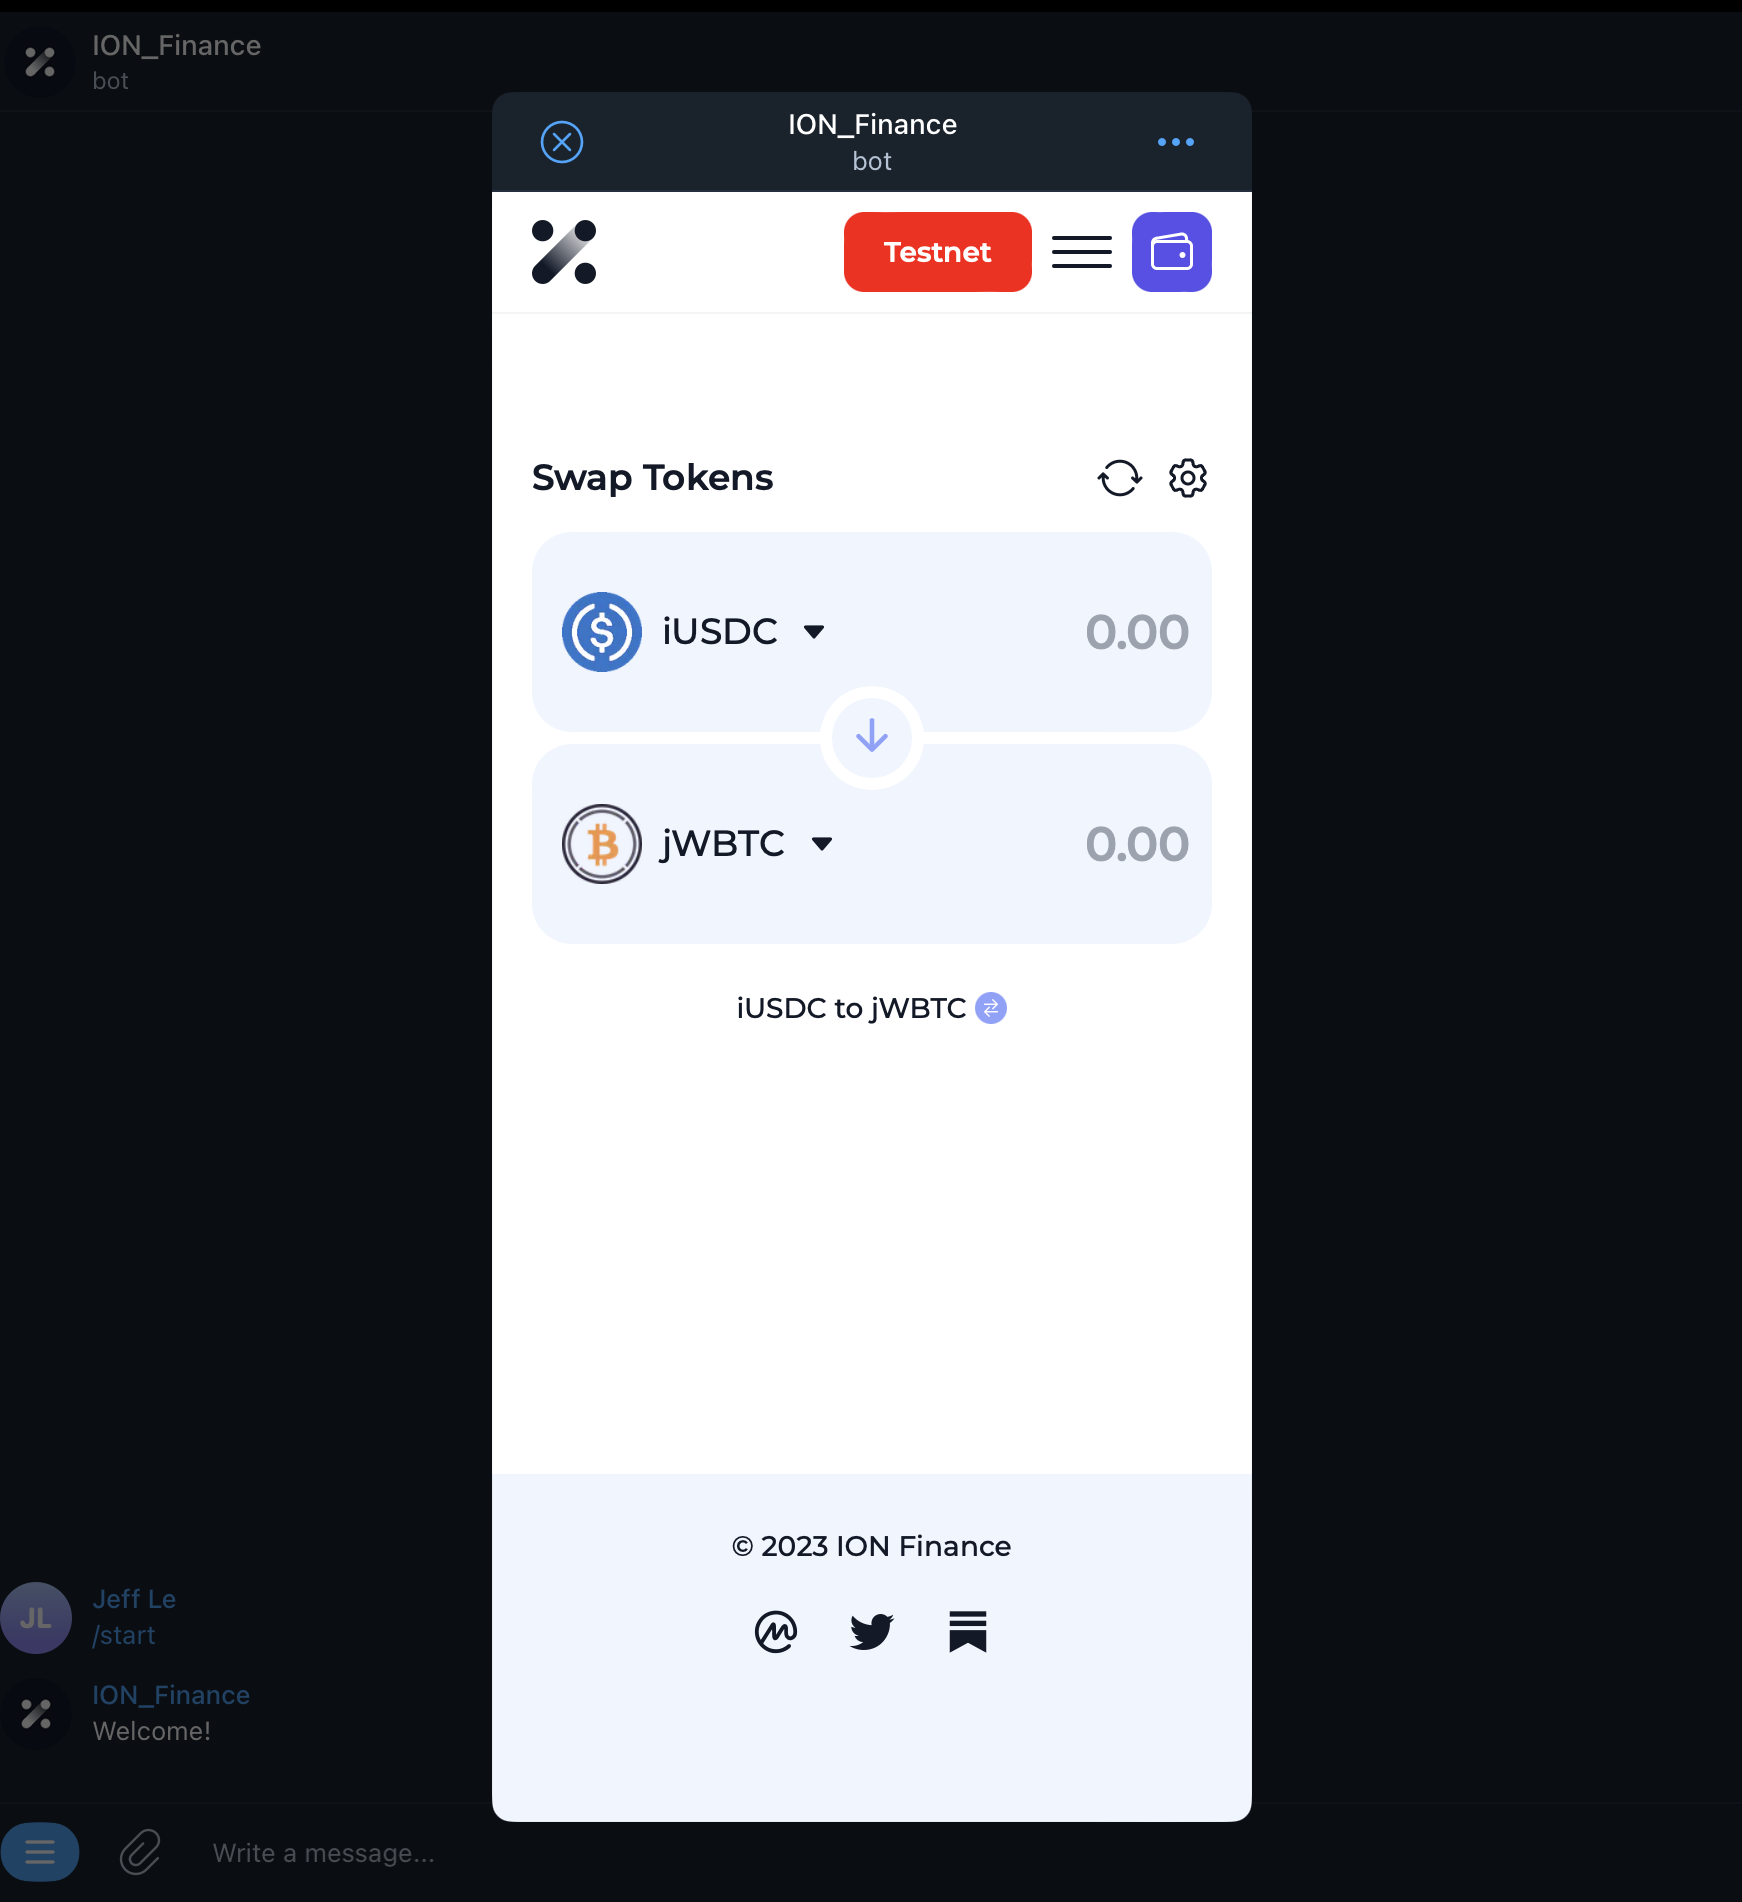 ION_Finance
bot
ION_Finance
bot
Testnet
Swap Tokens
iUSDC
0.00
jWBTC
0.00
iUSDC to jWBTC
© 2023 ION Finance
JL
Jeff Le
/start
ION_Finance
Welcome!
Write a message...